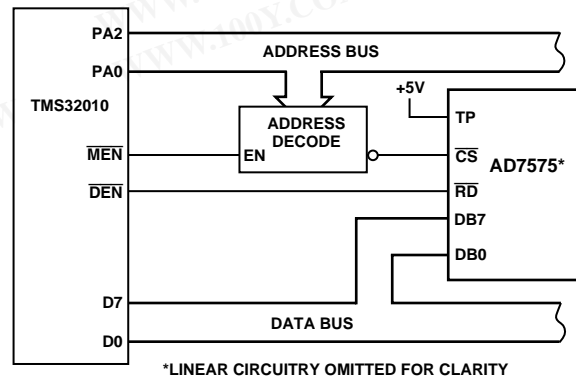 PA2
ADDRESS BUS
PA0
+5V
TMS32010
TP
ADDRESS
DECODE
MEN
EN
CS
AD7575*
DEN
RD
DB7
DB0
D7
DATA BUS
D0
*LINEAR CIRCUITRY OMITTED FOR CLARITY